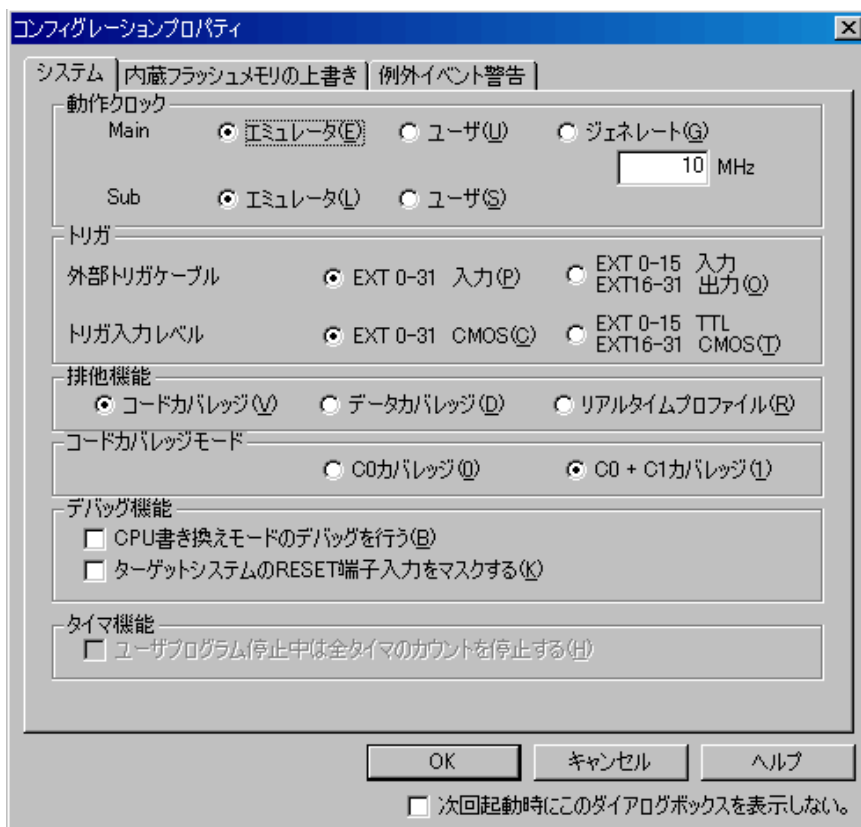 コンフィグレーションプロパティ
システム 内蔵フラッシュメモリの上書き 例外イベント警告
動作クロック
Main エミュレータ(E) ユーザ(U) ジェネレート(G)
10 MHz
Sub エミュレータ(L) ユーザ(S)
トリガ
外部トリガケーブル EXT 0-31 入力(P) EXT 0-15 入力
EXT16-31 出力(O)
トリガ入力レベル EXT 0-31 CMOS(C) EXT 0-15 TTL
EXT16-31 CMOS(T)
排他機能
コードカバレッジ(V) データカバレッジ(D) リアルタイムプロファイル(R)
コードカバレッジモード
C0カバレッジ(0) C0 + C1カバレッジ(1)
デバッグ機能
CPU書き換えモードのデバッグを行う(B)
ターゲットシステムのRESET端子入力をマスクする(K)
タイマ機能
ユーザプログラム停止中は全タイマのカウントを停止する(H)
OK キャンセル ヘルプ
次回起動時にこのダイアログボックスを表示しない。